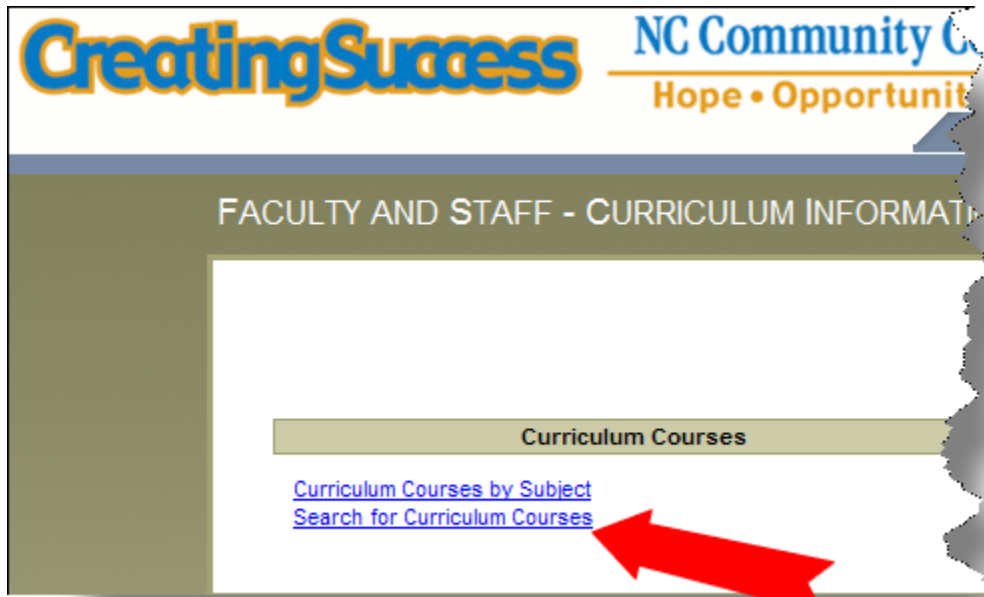 CreatingSuccess
NC Community
Hope • Opportunit
FACULTY AND STAFF - CURRICULUM INFORMATI
Curriculum Courses
Curriculum Courses by Subject
Search for Curriculum Courses